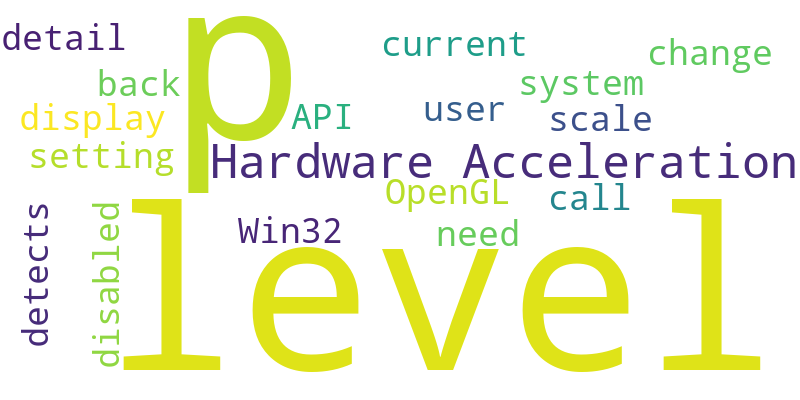 detail
p
current
change
back
system
display
API
user
scale
setting
Hardware Acceleration
OpenGL
call
detects
disabled
Win32
need
level